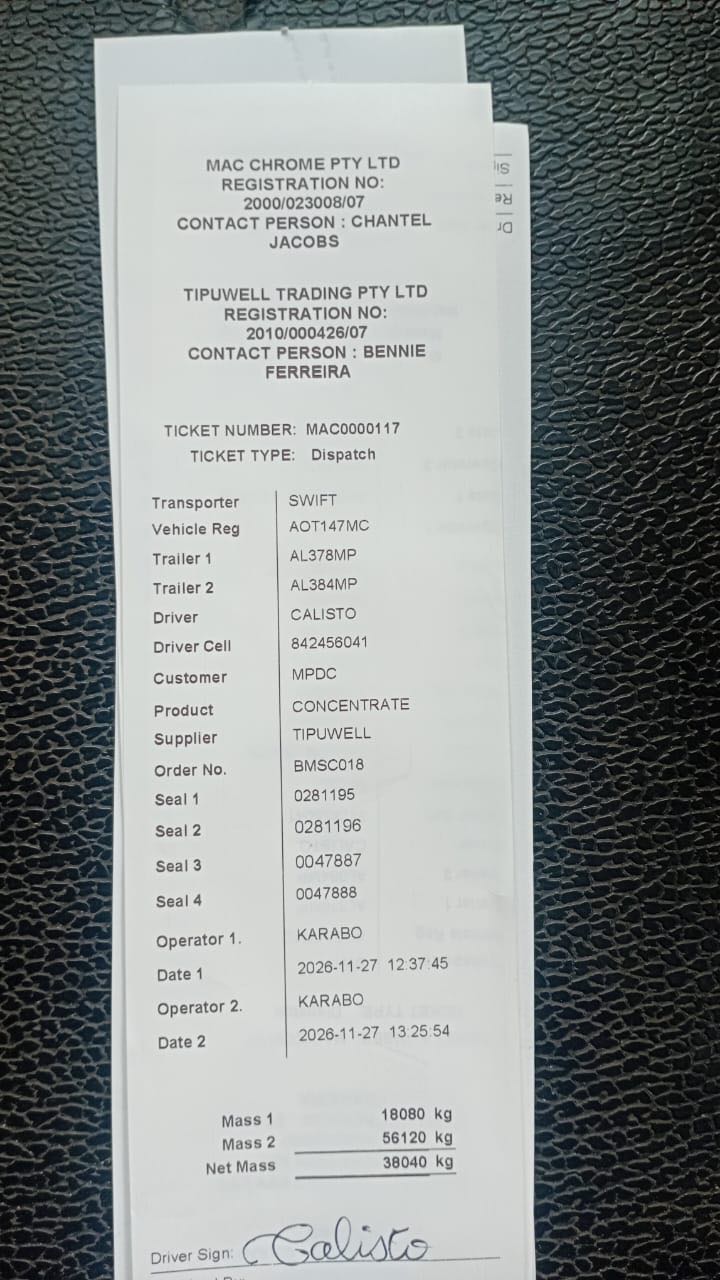 MAC CHROME PTY LTD
REGISTRATION NO:
2000/023008/07
CONTACT PERSON : CHANTEL
JACOBS
TIPUWELL TRADING PTY LTD
REGISTRATION NO:
2010/000426/07
CONTACT PERSON : BENNIE
FERREIRA
TICKET NUMBER: MAC0000117
TICKET TYPE: Dispatch
Transporter SWIFT
Vehicle Reg AOT147MC
Trailer 1 AL378MP
Trailer 2 AL384MP
Driver CALISTO
Driver Cell 842456041
Customer MPDC
Product CONCENTRATE
Supplier TIPUWELL
Order No. BMSC018
Seal 1 0281195
Seal 2 0281196
Seal 3 0047887
Seal 4 0047888
Operator 1. KARABO
Date 1 2026-11-27 12:37:45
Operator 2. KARABO
Date 2 2026-11-27 13:25:54
Mass 1 18080 kg
Mass 2 56120 kg
Net Mass 38040 kg
Driver Sign: Calisto